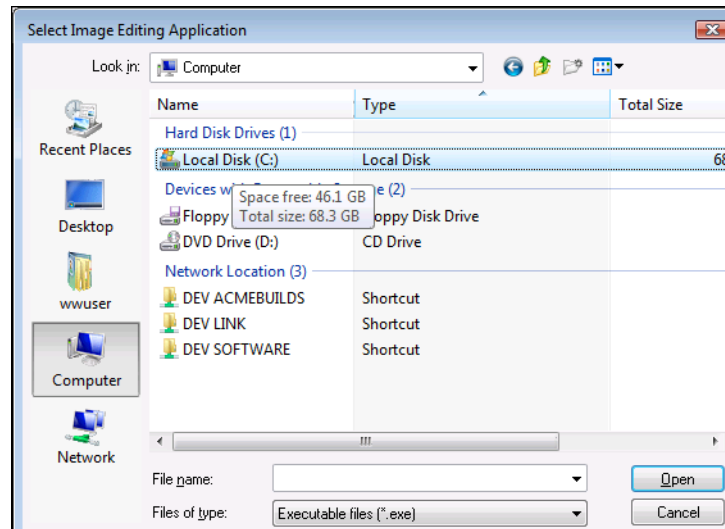 Select Image Editing Application
Look in: Computer
Name Type Total Size
Hard Disk Drives (1)
Local Disk (C:) Local Disk 68
Devices w e (2)
Space free: 46.1 GB
Total size: 68.3 GB
Floppy oppy Disk Drive
DVD Drive (D:) CD Drive
Network Location (3)
DEV ACMEBUILDS Shortcut
DEV LINK Shortcut
DEV SOFTWARE Shortcut
Recent Places
Desktop
wwuser
Computer
Network
File name: Open
Files of type: Executable files (*.exe) Cancel